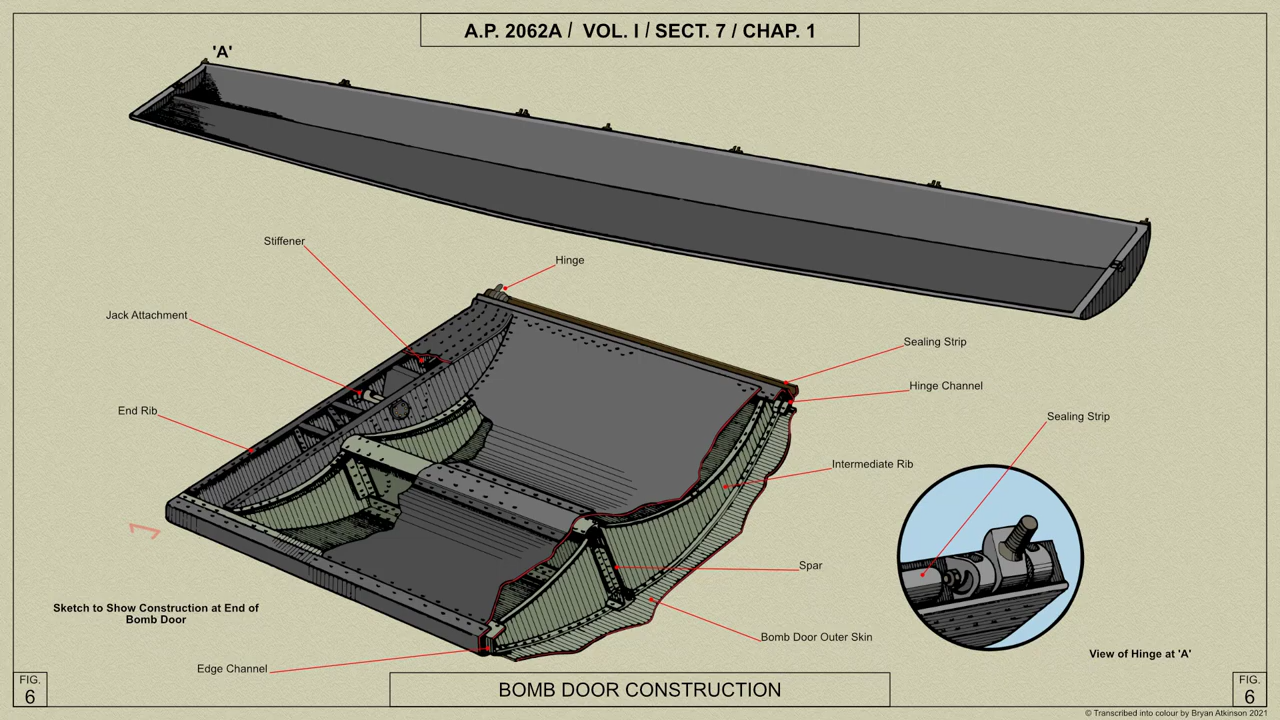 A.P. 2062A / VOL. I / SECT. 7 / CHAP. 1
'A'
Stiffener
Hinge
Jack Attachment
Sealing Strip
Hinge Channel
End Rib
Sealing Strip
Intermediate Rib
Spar
Sketch to Show Construction at End of
Bomb Door
Bomb Door Outer Skin
View of Hinge at 'A'
Edge Channel
FIG.
6
BOMB DOOR CONSTRUCTION
FIG.
6
© Transcribed into colour by Bryan Atkinson 2021